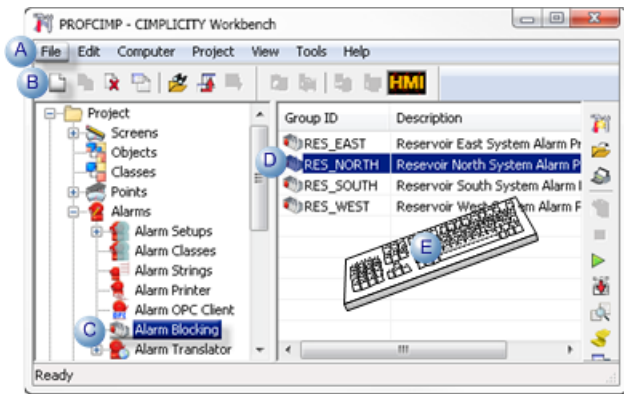 PROFCIMP - CIMPLICITY Workbench
A File Edit Computer Project View Tools Help
B HMI
Project
Screens
Objects
Classes
Points
Alarms
Alarm Setups
Alarm Classes
Alarm Strings
Alarm Printer
Alarm OPC Client
C Alarm Blocking
Alarm Translator
Group ID Description
RES_EAST Reservoir East System Alarm Pr
D RES_NORTH Resevoir North System Alarm P
RES_SOUTH Reservoir South System Alarm
RES_WEST Reservoir West System Alarm P
E
Ready